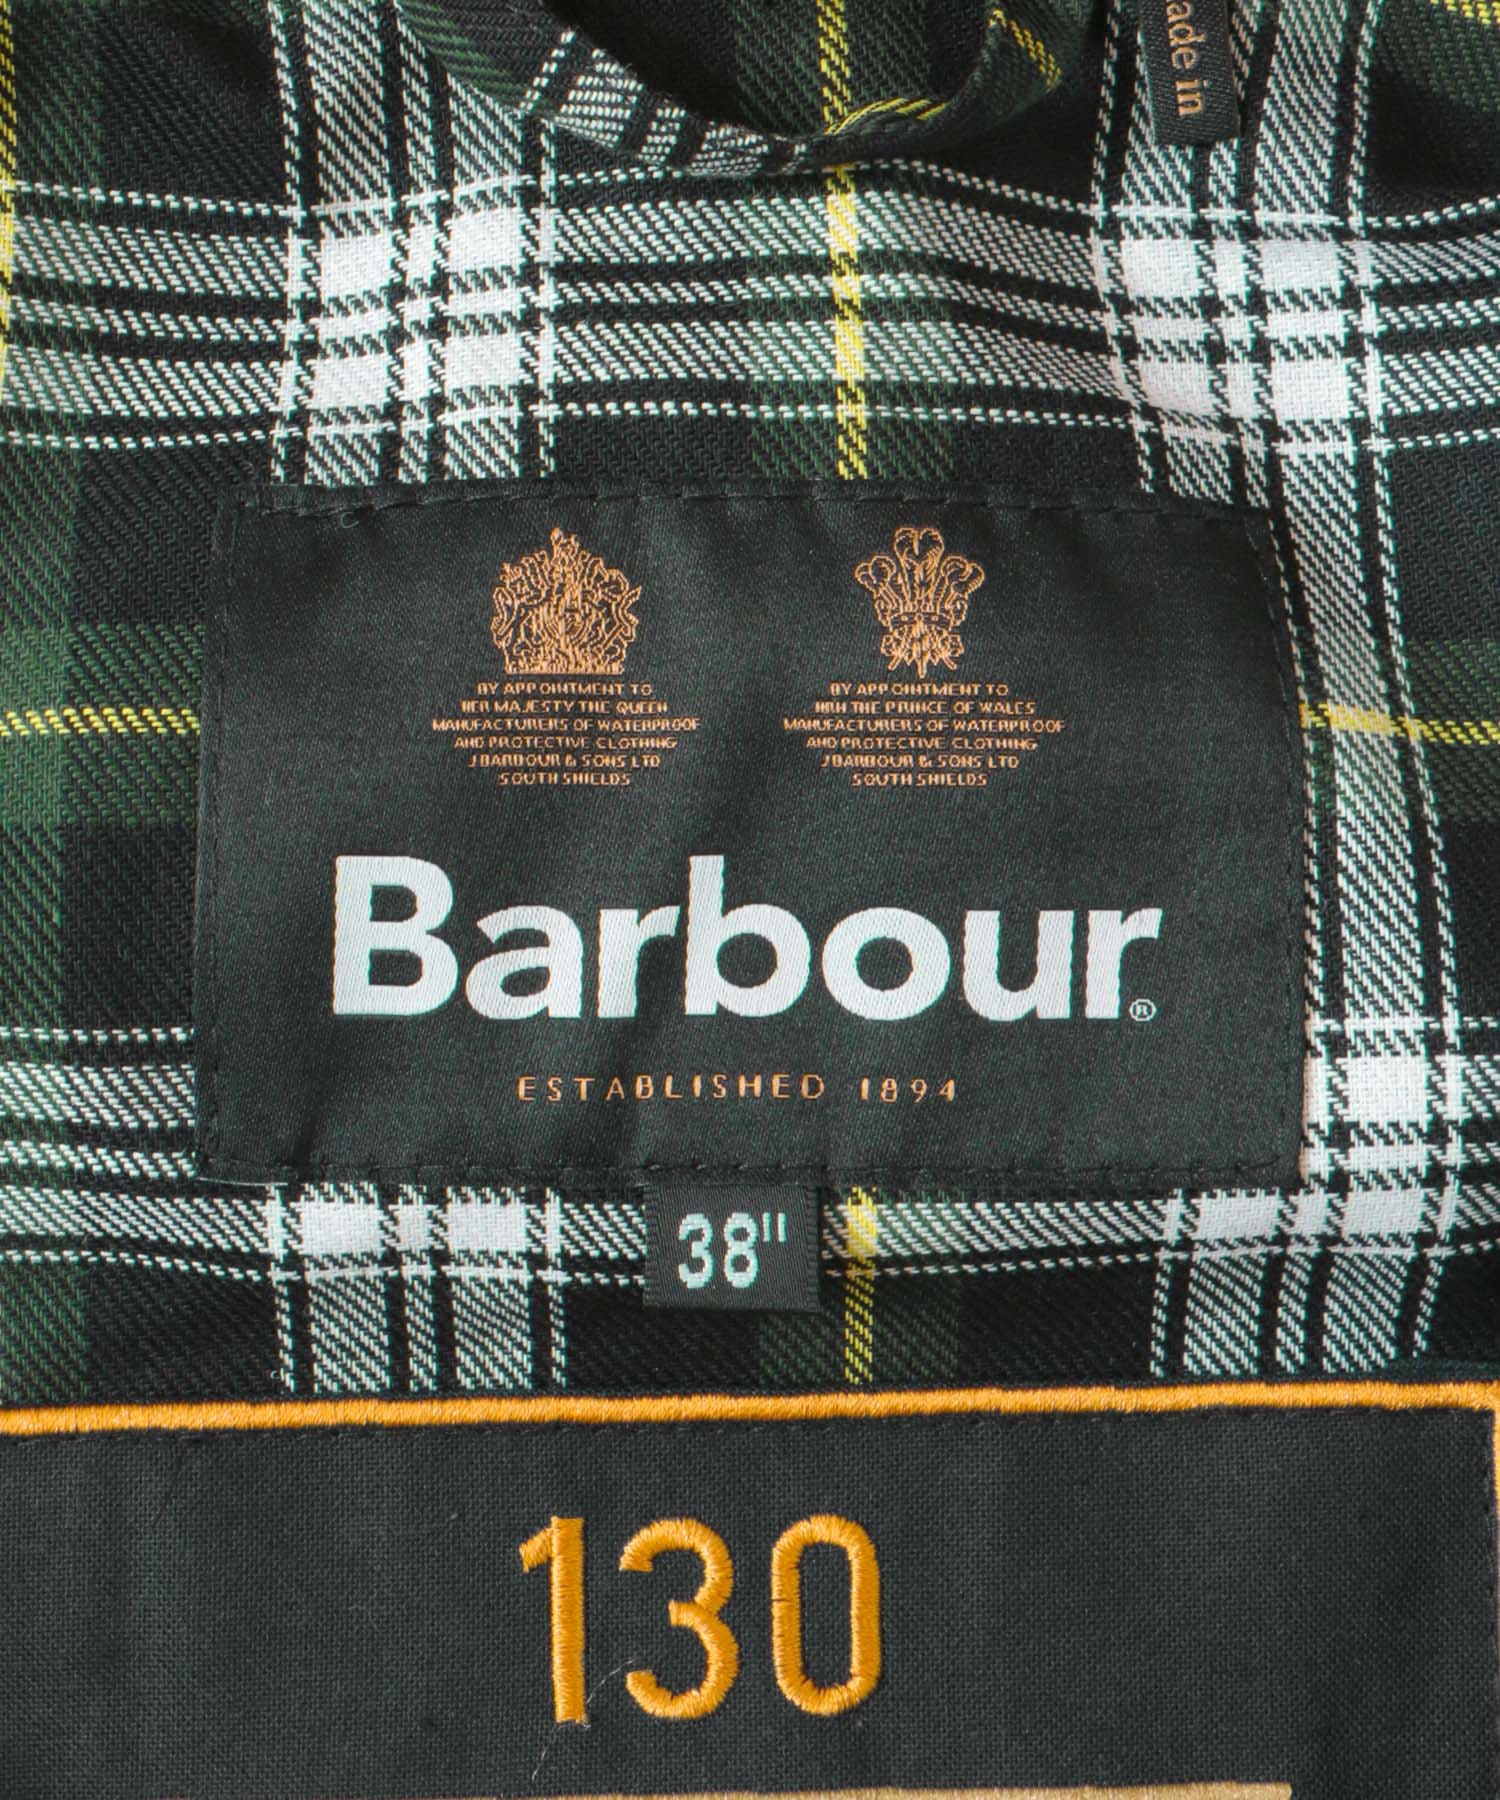 ade in
BY APPOINTMENT TO
HER MAJESTY THE QUEEN
MANUFACTURERS OF WATERPROOF
AND PROTECTIVE CLOTHING
J BARBOUR & SONS LTD
SOUTH SHIELDS
BY APPOINTMENT TO
HRH THE PRINCE OF WALES
MANUFACTURERS OF WATERPROOF
AND PROTECTIVE CLOTHING
J BARBOUR & SONS LTD
SOUTH SHIELDS
Barbour®
ESTABLISHED 1894
38"
130